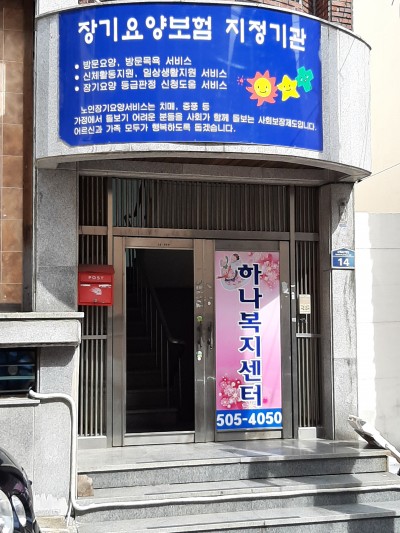 장기요양보험 지정기관
• 방문요양, 방문목욕 서비스
• 신체활동지원, 일상생활지원 서비스
• 장기요양 등급판정 신청도움 서비스
노인장기요양서비스는 치매, 중풍 등
가정에서 돌보기 어려운 분들을 사회가 함께 돌보는 사회보장제도입니다.
어르신과 가족 모두가 행복하도록 돕겠습니다.
POST
14
하나복지센터
505-4050